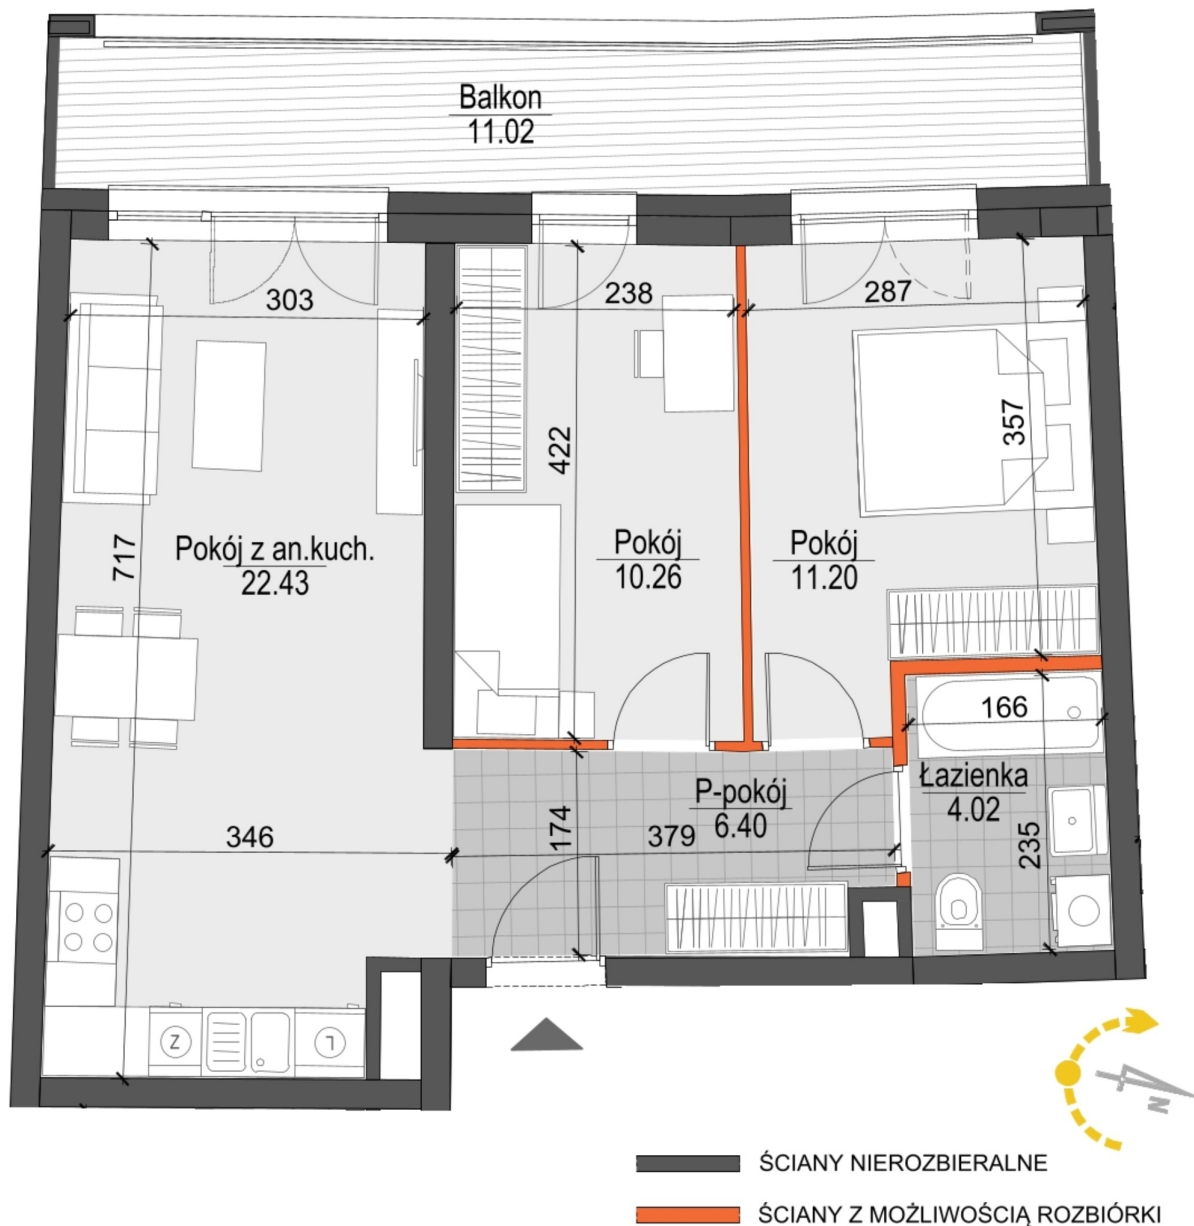 Balkon
11.02
303
238
287
422
357
717
Pokój z an.kuch.
22.43
Pokój
10.26
Pokój
11.20
166
Łazienka
4.02
P-pokój
6.40
174
379
346
235
Z
L
N
ŚCIANY NIEROZBIERALNE
ŚCIANY Z MOŻLIWOŚCIĄ ROZBIÓRKI